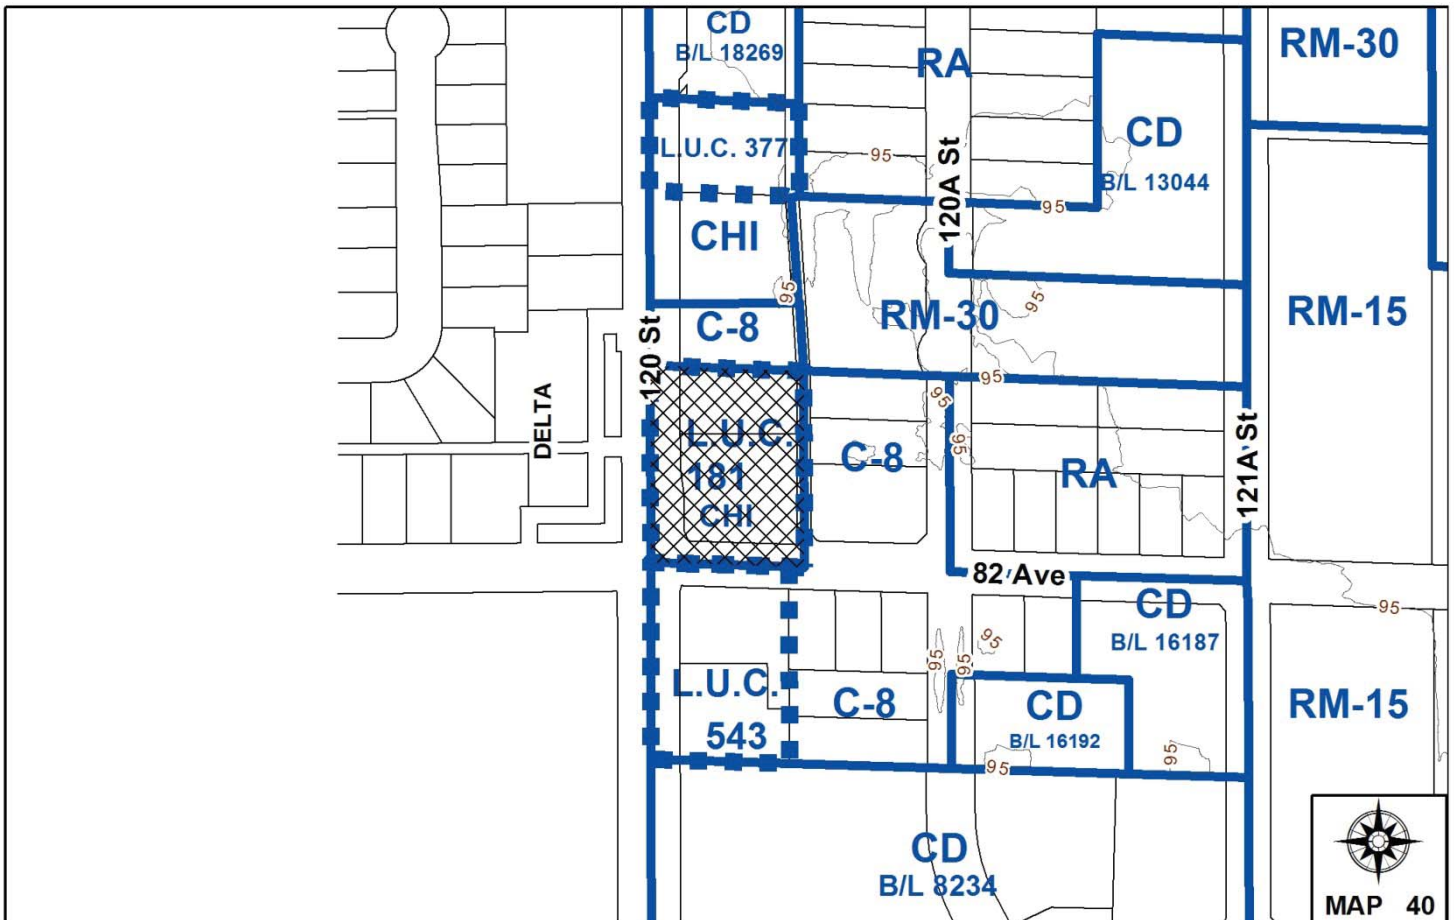 CD
B/L 18269
RA
RM-30
L.U.C. 377
95
120A St
CD
B/L 13044
95
CHI
95
95
C-8
RM-30
RM-15
120 St
DELTA
95
95
L.U.C.
181
CHI
C-8
95
RA
121A St
82 Ave
CD
B/L 16187
95
95
95
95
L.U.C.
543
C-8
CD
B/L 16192
RM-15
95
95
CD
B/L 8234
MAP 40